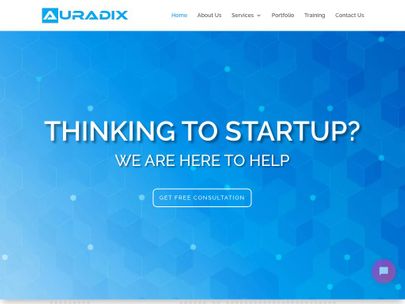 AURADIX
Home About Us Services Portfolio Training Contact Us
THINKING TO STARTUP?
WE ARE HERE TO HELP
GET FREE CONSULTATION